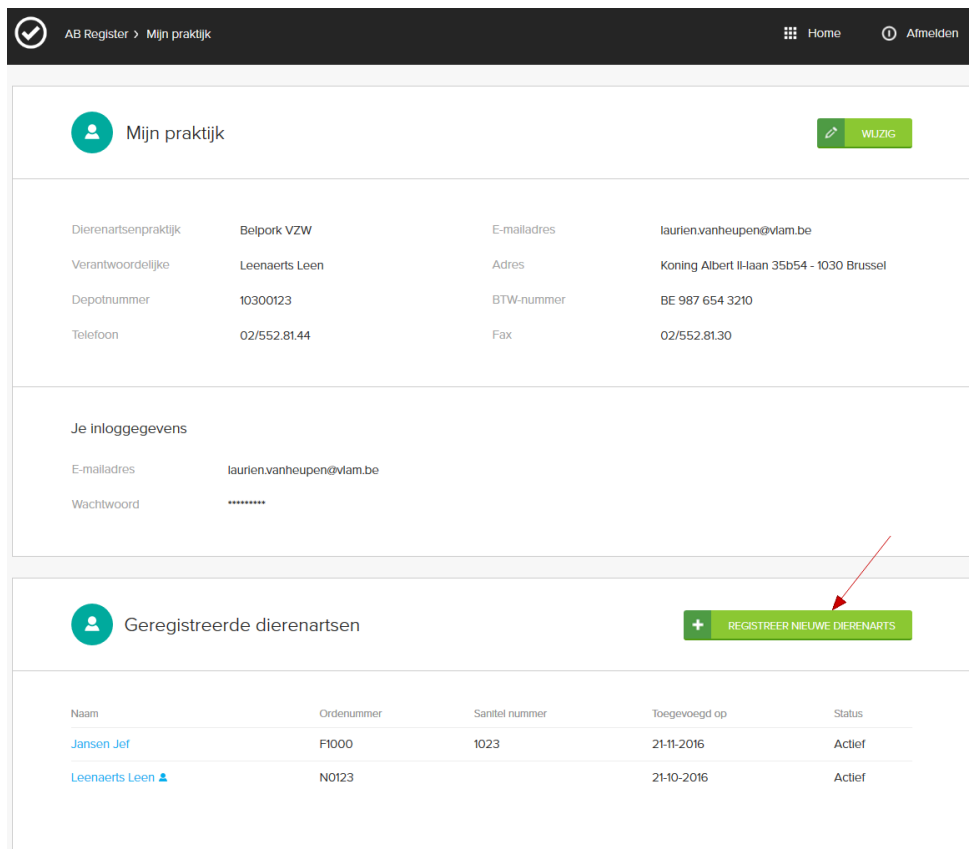 AB Register > Mijn praktijk Home Afmelden
Mijn praktijk WIJZIG
Dierenartsenpraktijk Belpork VZW E-mailadres laurien.vanheupen@vlam.be
Verantwoordelijke Leenaerts Leen Adres Koning Albert II-laan 35b54 - 1030 Brussel
Depotnummer 10300123 BTW-nummer BE 987 654 3210
Telefoon 02/552.81.44 Fax 02/552.81.30
Je inloggegevens
E-mailadres laurien.vanheupen@vlam.be
Wachtwoord *********
Geregistreerde dierenartsen + REGISTREER NIEUWE DIERENARTS
Naam Ordenummer Sanitel nummer Toegevoegd op Status
Jansen Jef F1000 1023 21-11-2016 Actief
Leenaerts Leen N0123 21-10-2016 Actief